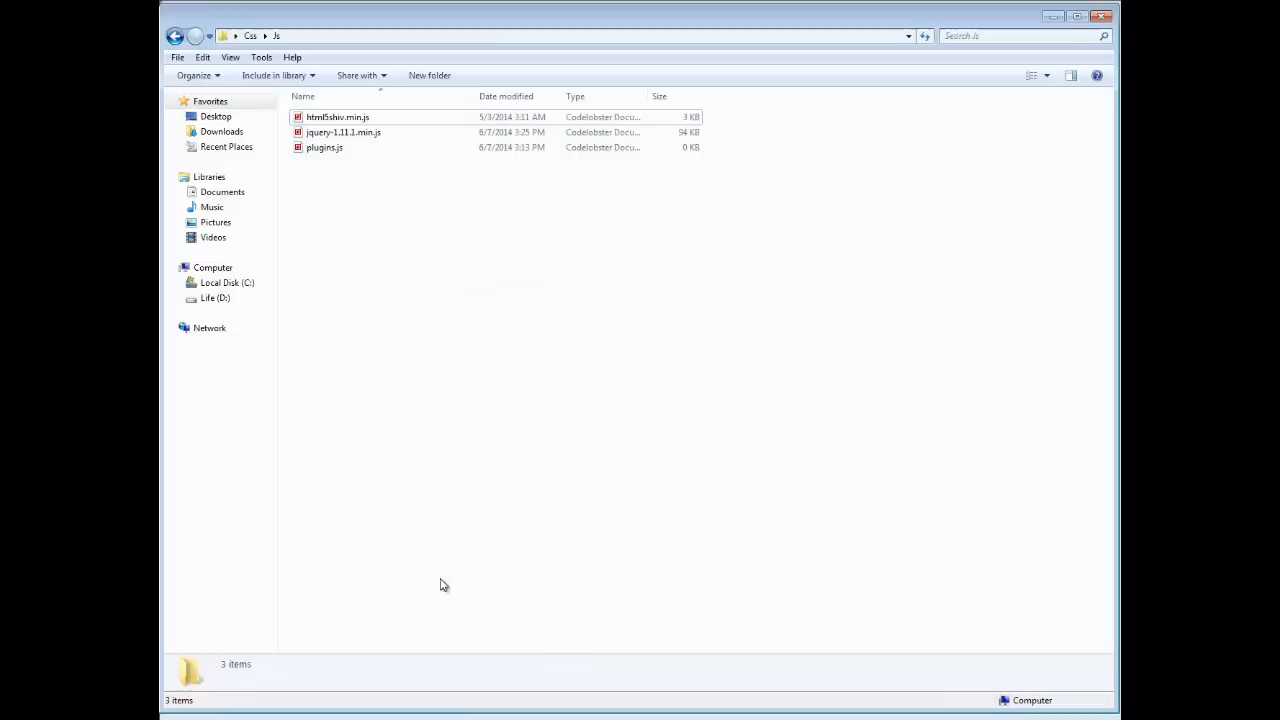 Css Js
Search Js
File Edit View Tools Help
Organize Include in library Share with New folder
Name Date modified Type Size
Favorites
Desktop
Downloads
Recent Places
Libraries
Documents
Music
Pictures
Videos
Computer
Local Disk (C:)
Life (D:)
Network
html5shiv.min.js 5/3/2014 3:11 AM Codelobster Docu... 3 KB
jquery-1.11.1.min.js 6/7/2014 3:25 PM Codelobster Docu... 94 KB
plugins.js 6/7/2014 3:13 PM Codelobster Docu... 0 KB
3 items
3 items
Computer